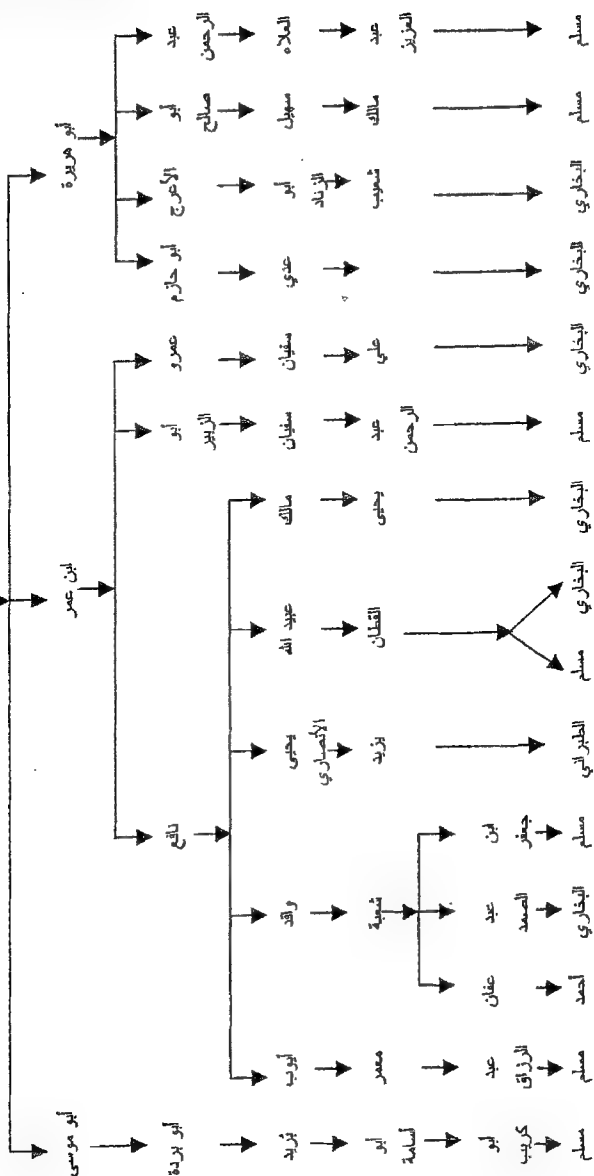 أبو هريرة
ابن عمر
أبو موسى
عبد الرحمن
أبو صالح
الأعرج
أبو حازم
عمرو
أبو الزبير
نافع
أبو بردة
العلاء
سهيل
أبو الزناد
عدي
سفيان
سفيان
مالك
عبيد الله
يحيى الأنصاري
واقد
أيوب
بريد
عبد العزيز
مالك
شعيب
علي
عبد الرحمن
يحيى
القطان
يزيد
شعبة
معمر
أبو أسامة
ابن جعفر
عبد الصمد
عفان
عبد الرزاق
أبو كريب
مسلم
مسلم
البخاري
البخاري
البخاري
مسلم
البخاري
البخاري
مسلم
الطبراني
مسلم
البخاري
أحمد
مسلم
مسلم